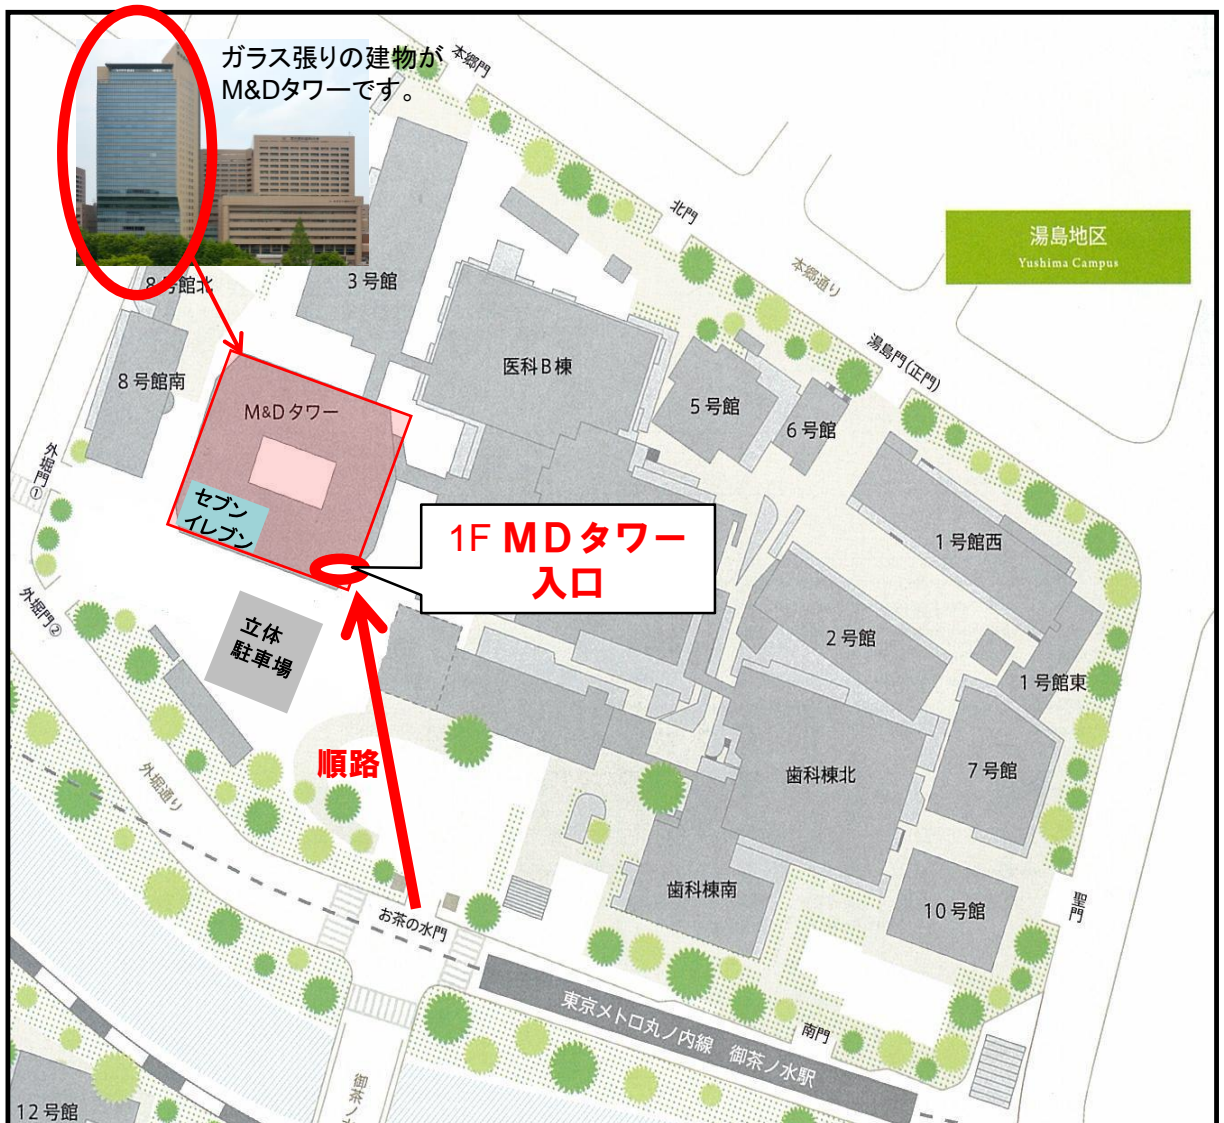 ガラス張りの建物が
M&Dタワーです。
本郷門
北門
湯島地区
Yushima Campus
本郷通り
8号館北
3号館
湯島門(正門)
医科B棟
8号館南
5号館
6号館
M&Dタワー
外堀門①
セブン
イレブン
1F MDタワー
入口
1号館西
外堀門②
立体
駐車場
2号館
1号館東
順路
外堀通り
歯科棟北
7号館
歯科棟南
10号館
聖門
お茶の水門
東京メトロ丸ノ内線 御茶ノ水駅
南門
御茶ノ
12号館